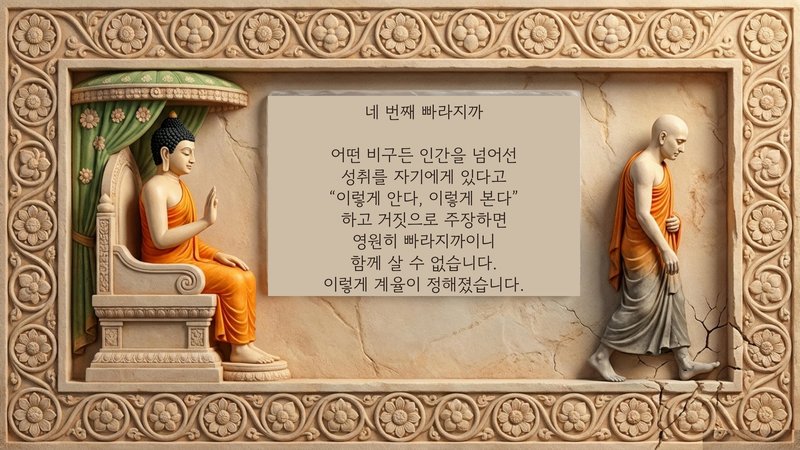 네 번째 빠라지까
어떤 비구든 인간을 넘어선
성취를 자기에게 있다고
“이렇게 안다, 이렇게 본다”
하고 거짓으로 주장하면
영원히 빠라지까이니
함께 살 수 없습니다.
이렇게 계율이 정해졌습니다.